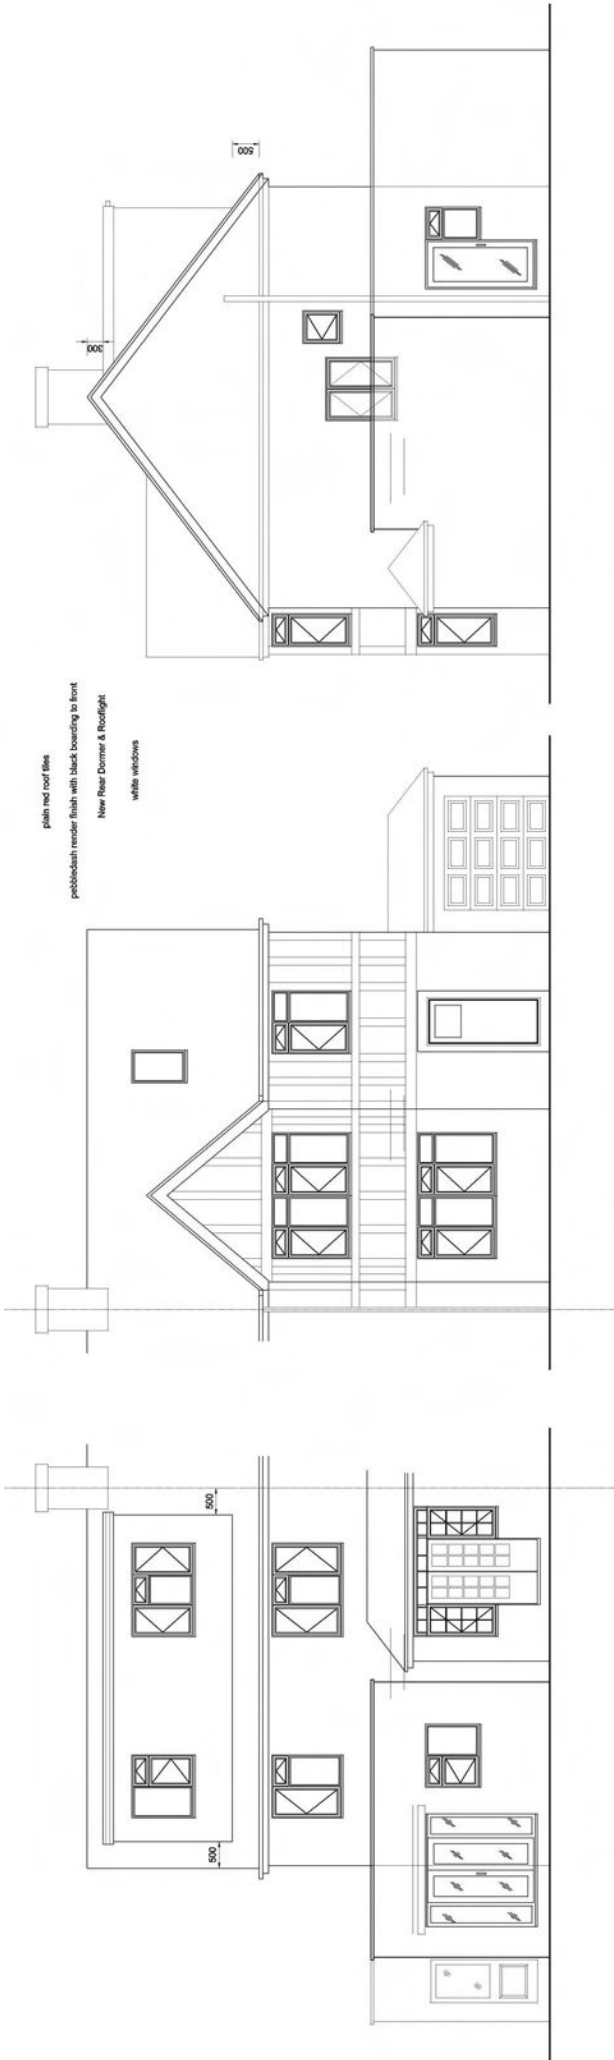 500
300
plain red roof tiles
pebbledash render finish with black boarding to front
New Rear Dormer & Rooflight
white windows
500
500